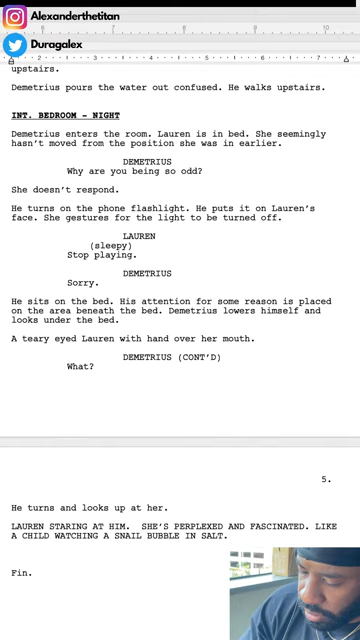 Alexanderthetitan
Duragalex
upstairs.
Demetrius pours the water out confused. He walks upstairs.
INT. BEDROOM – NIGHT
Demetrius enters the room. Lauren is in bed. She seemingly
hasn't moved from the position she was in earlier.
DEMETRIUS
Why are you being so odd?
She doesn't respond.
He turns on the phone flashlight. He puts it on Lauren's
face. She gestures for the light to be turned off.
LAUREN
(sleepy)
Stop playing.
DEMETRIUS
Sorry.
He sits on the bed. His attention for some reason is placed
on the area beneath the bed. Demetrius lowers himself and
looks under the bed.
A teary eyed Lauren with hand over her mouth.
DEMETRIUS (CONT'D)
What?
5.
He turns and looks up at her.
LAUREN STARING AT HIM. SHE'S PERPLEXED AND FASCINATED. LIKE
A CHILD WATCHING A SNAIL BUBBLE IN SALT.
Fin.